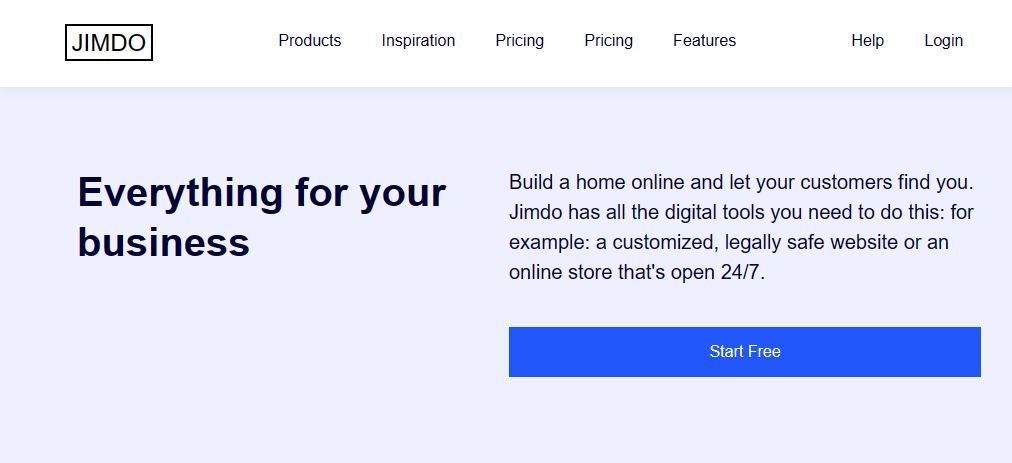 JIMDO
Products Inspiration Pricing Pricing Features Help Login
Everything for your
business
Build a home online and let your customers find you.
Jimdo has all the digital tools you need to do this: for
example: a customized, legally safe website or an
online store that's open 24/7.
Start Free